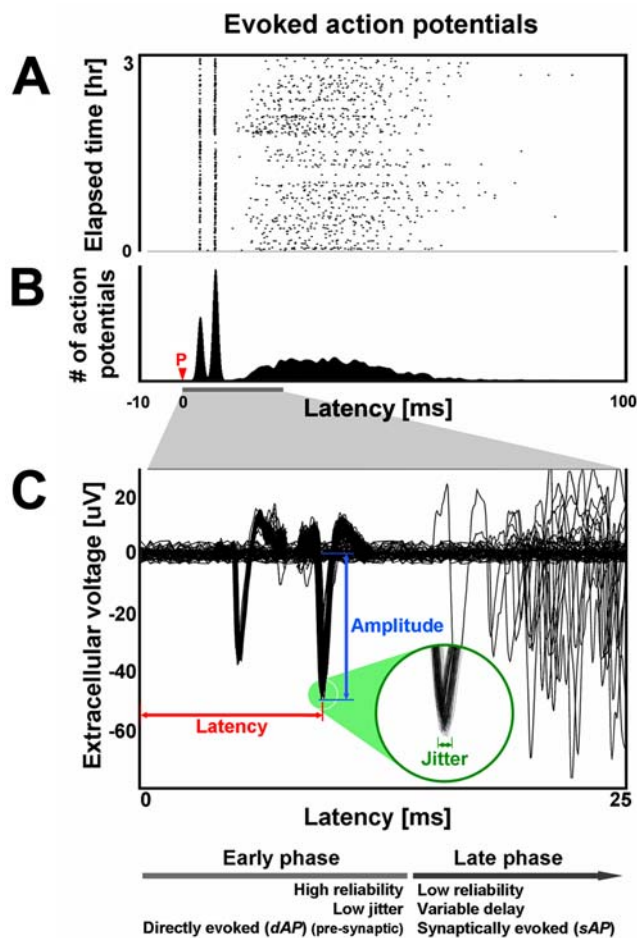 Evoked action potentials
A
Elapsed time [hr]
3
0
B
# of action
potentials
P
-10
0
Latency [ms]
100
C
Extracellular voltage [uV]
20
0
-20
-40
-60
Amplitude
Latency
Jitter
0
Latency [ms]
25
Early phase
Late phase
High reliability
Low reliability
Low jitter
Variable delay
Directly evoked (dAP) (pre-synaptic)
Synaptically evoked (sAP)